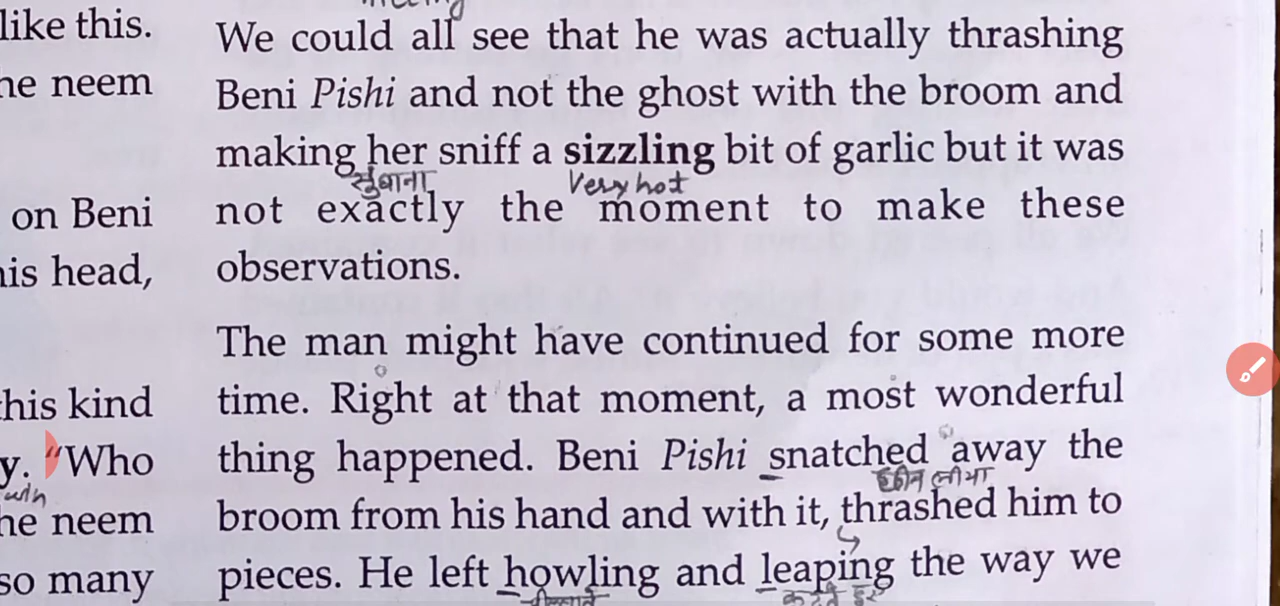 like this.
he neem
on Beni
his head,
this kind
y. "Who
win
he neem
so many
We could all see that he was actually thrashing
Beni Pishi and not the ghost with the broom and
making her sniff a sizzling bit of garlic but it was
सुंघाना Very hot
not exactly the moment to make these
observations.
The man might have continued for some more
time. Right at that moment, a most wonderful
thing happened. Beni Pishi snatched away the
छीन लीया
broom from his hand and with it, thrashed him to
pieces. He left howling and leaping the way we